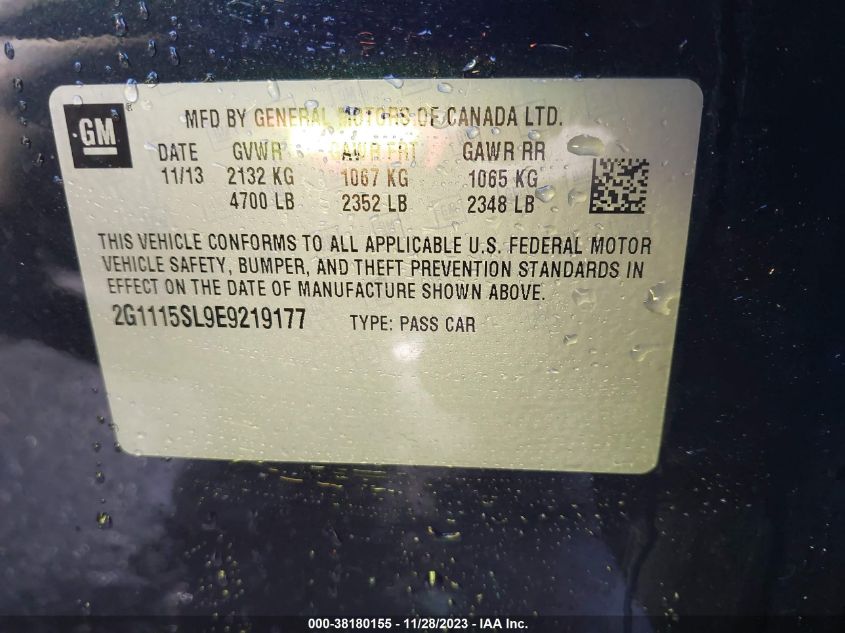 GM
MFD BY GENERAL MOTORS OF CANADA LTD.
DATE GVWR GAWR FRT GAWR RR
11/13 2132 KG 1067 KG 1065 KG
4700 LB 2352 LB 2348 LB
THIS VEHICLE CONFORMS TO ALL APPLICABLE U.S. FEDERAL MOTOR
VEHICLE SAFETY, BUMPER, AND THEFT PREVENTION STANDARDS IN
EFFECT ON THE DATE OF MANUFACTURE SHOWN ABOVE.
2G1115SL9E9219177 TYPE: PASS CAR
000-38180155 - 11/28/2023 - IAA Inc.